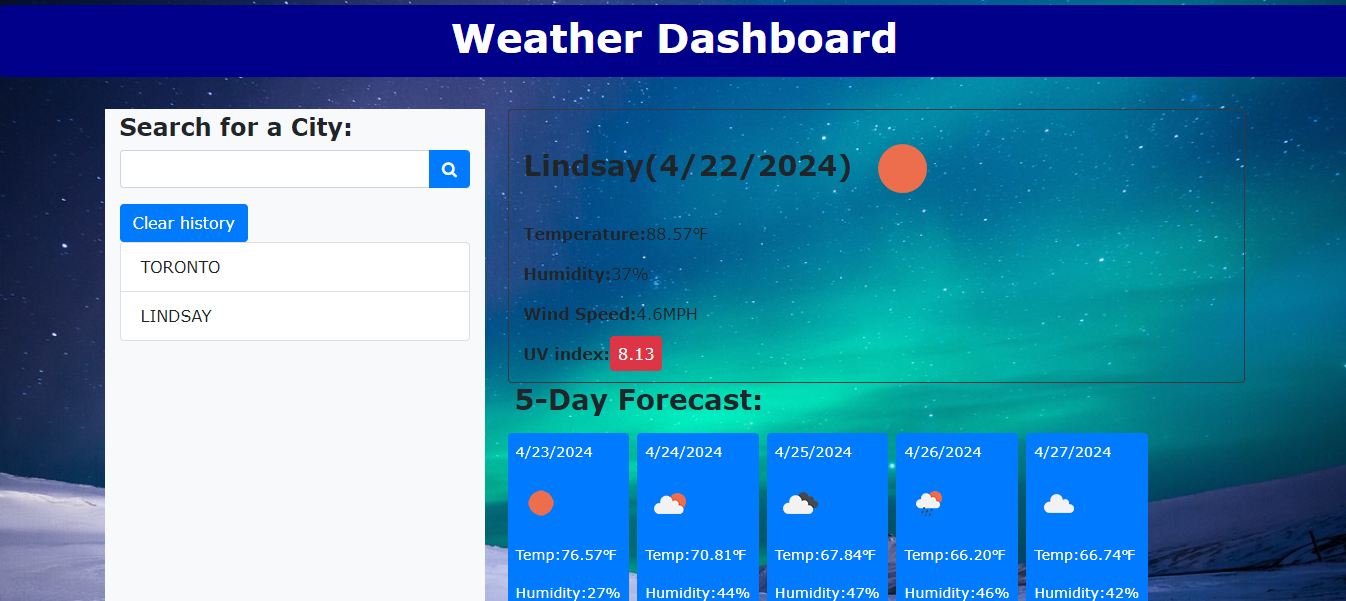 Weather Dashboard
Search for a City:
Clear history
TORONTO
LINDSAY
Lindsay(4/22/2024)
Temperature:88.57℉
Humidity:37%
Wind Speed:4.6MPH
UV index:8.13
5-Day Forecast:
4/23/2024 4/24/2024 4/25/2024 4/26/2024 4/27/2024
Temp:76.57℉ Temp:70.81℉ Temp:67.84℉ Temp:66.20℉ Temp:66.74℉
Humidity:27% Humidity:44% Humidity:47% Humidity:46% Humidity:42%